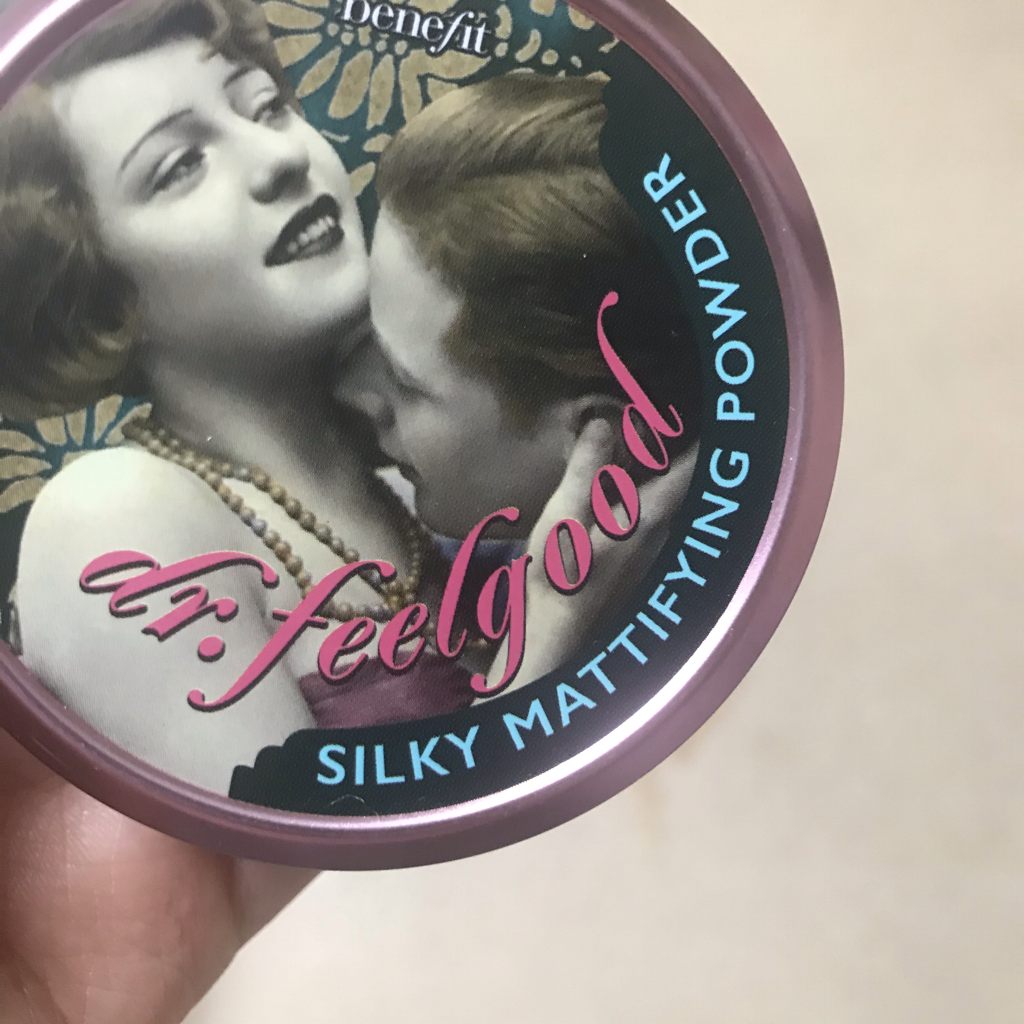 benefit
dr.feelgood
SILKY MATTIFYING POWDER